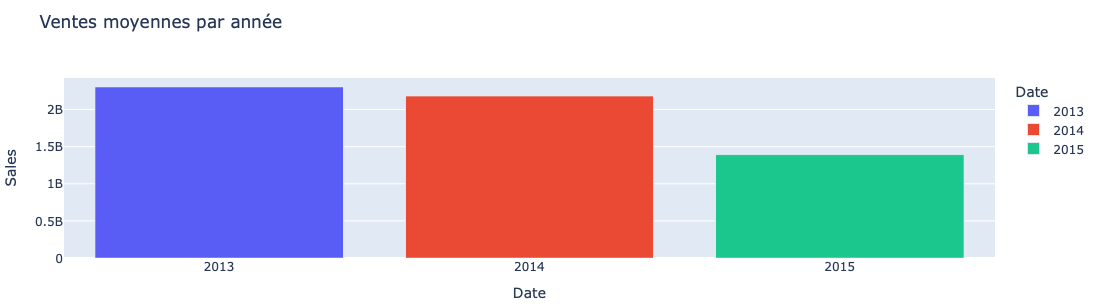 Ventes moyennes par année
Sales
2B
1.5B
1B
0.5B
0
2013
2014
2015
Date
Date
2013
2014
2015